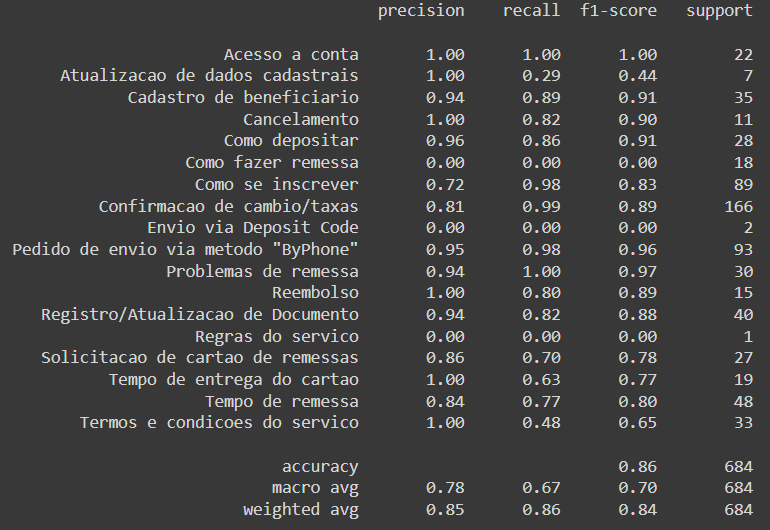 precision recall f1-score support
Acesso a conta 1.00 1.00 1.00 22
Atualizacao de dados cadastrais 1.00 0.29 0.44 7
Cadastro de beneficiario 0.94 0.89 0.91 35
Cancelamento 1.00 0.82 0.90 11
Como depositar 0.96 0.86 0.91 28
Como fazer remessa 0.00 0.00 0.00 18
Como se inscrever 0.72 0.98 0.83 89
Confirmacao de cambio/taxas 0.81 0.99 0.89 166
Envio via Deposit Code 0.00 0.00 0.00 2
Pedido de envio via metodo "ByPhone" 0.95 0.98 0.96 93
Problemas de remessa 0.94 1.00 0.97 30
Reembolso 1.00 0.80 0.89 15
Registro/Atualizacao de Documento 0.94 0.82 0.88 40
Regras do servico 0.00 0.00 0.00 1
Solicitacao de cartao de remessas 0.86 0.70 0.78 27
Tempo de entrega do cartao 1.00 0.63 0.77 19
Tempo de remessa 0.84 0.77 0.80 48
Termos e condicoes do servico 1.00 0.48 0.65 33
accuracy 0.86 684
macro avg 0.78 0.67 0.70 684
weighted avg 0.85 0.86 0.84 684